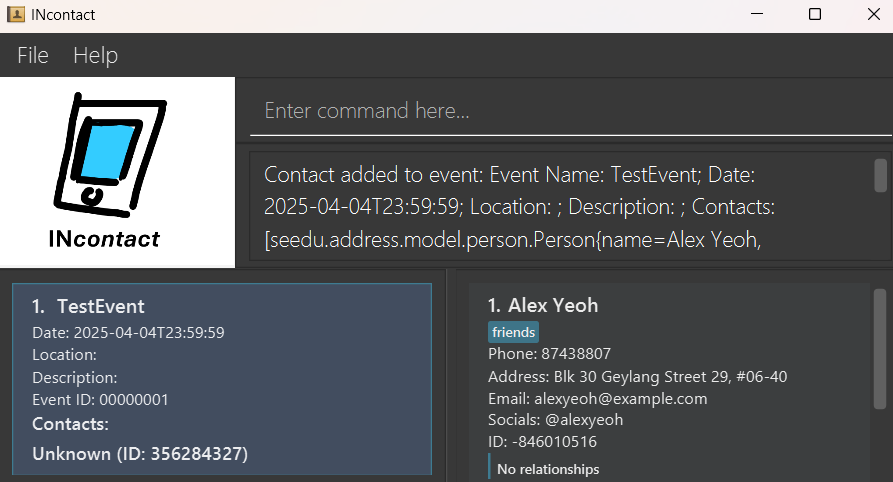 INcontact
File Help
INcontact
Enter command here...
Contact added to event: Event Name: TestEvent; Date:
2025-04-04T23:59:59; Location: ; Description: ; Contacts:
[seedu.address.model.person.Person{name=Alex Yeoh,
1. TestEvent
Date: 2025-04-04T23:59:59
Location:
Description:
Event ID: 00000001
Contacts:
Unknown (ID: 356284327)
1. Alex Yeoh
friends
Phone: 87438807
Address: Blk 30 Geylang Street 29, #06-40
Email: alexyeoh@example.com
Socials: @alexyeoh
ID: -846010516
No relationships